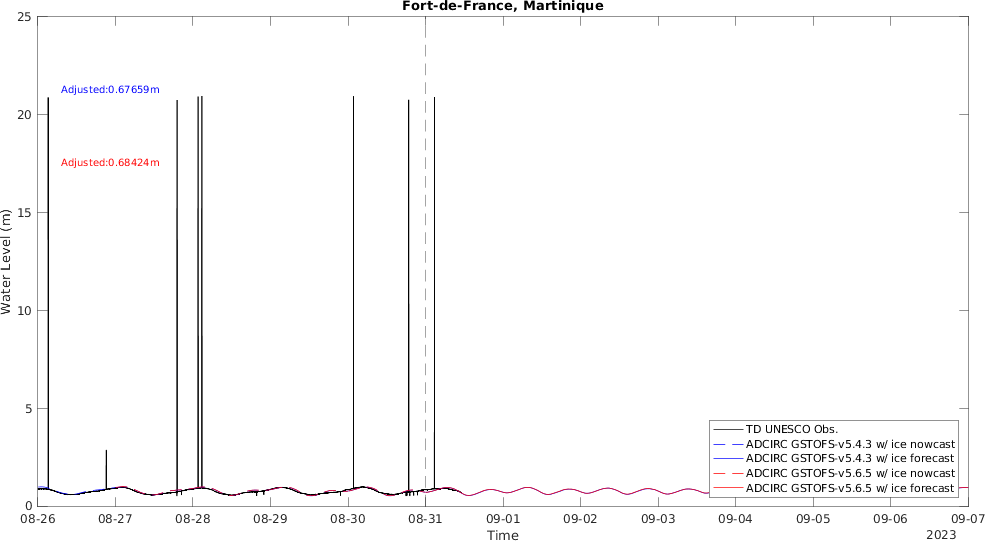 Fort-de-France, Martinique
25
20
15
10
5
0
Water Level (m)
Adjusted:0.67659m
Adjusted:0.68424m
TD UNESCO Obs.
ADCIRC GSTOFS-v5.4.3 w/ ice nowcast
ADCIRC GSTOFS-v5.4.3 w/ ice forecast
ADCIRC GSTOFS-v5.6.5 w/ ice nowcast
ADCIRC GSTOFS-v5.6.5 w/ ice forecast
08-26 08-27 08-28 08-29 08-30 08-31 09-01 09-02 09-03 09-04 09-05 09-06 09-07
Time
2023